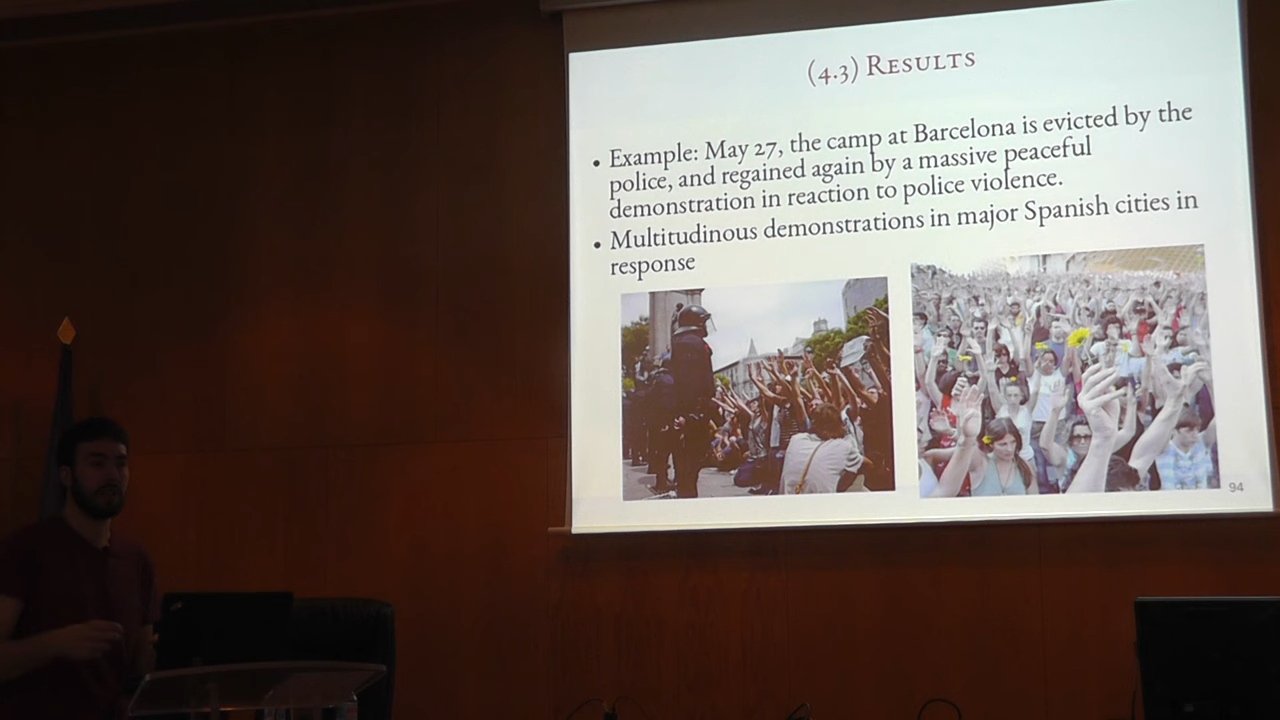 (4.3) Results
• Example: May 27, the camp at Barcelona is evicted by the
police, and regained again by a massive peaceful
demonstration in reaction to police violence.
• Multitudinous demonstrations in major Spanish cities in
response
94